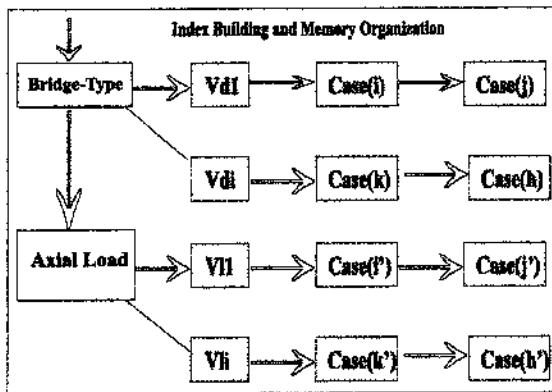 Index Building and Memory Organization
Bridge-Type
Vd1
Case(i)
Case(j)
Vdi
Case(k)
Case(h)
Axial Load
Vl1
Case(i')
Case(j')
Vli
Case(k')
Case(h')